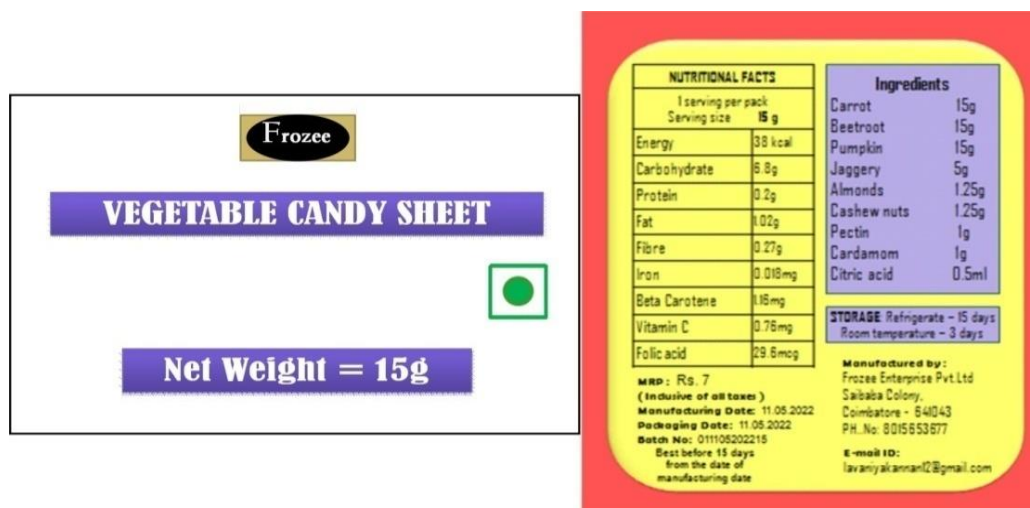 Frozee
VEGETABLE CANDY SHEET
Net Weight = 15g
NUTRITIONAL FACTS
1 serving per pack
Serving size 15 g
Energy 38 kcal
Carbohydrate 6.8g
Protein 0.2g
Fat 1.02g
Fibre 0.27g
Iron 0.018mg
Beta Carotene 1.16mg
Vitamin C 0.76mg
Folic acid 29.6mcg
MRP: Rs. 7
(Inclusive of all taxes)
Manufacturing Date: 11.05.2022
Packaging Date: 11.05.2022
Batch No: 011105202215
Best before 15 days
from the date of
manufacturing date
Ingredients
Carrot 15g
Beetroot 15g
Pumpkin 15g
Jaggery 5g
Almonds 1.25g
Cashew nuts 1.25g
Pectin 1g
Cardamom 1g
Citric acid 0.5ml
STORAGE Refrigerate - 15 days
Room temperature - 3 days
Manufactured by:
Frozee Enterprise Pvt.Ltd
Saibaba Colony,
Coimbatore - 641043
PH..No: 8015653677
E-mail ID:
lavaniyakannan12@gmail.com